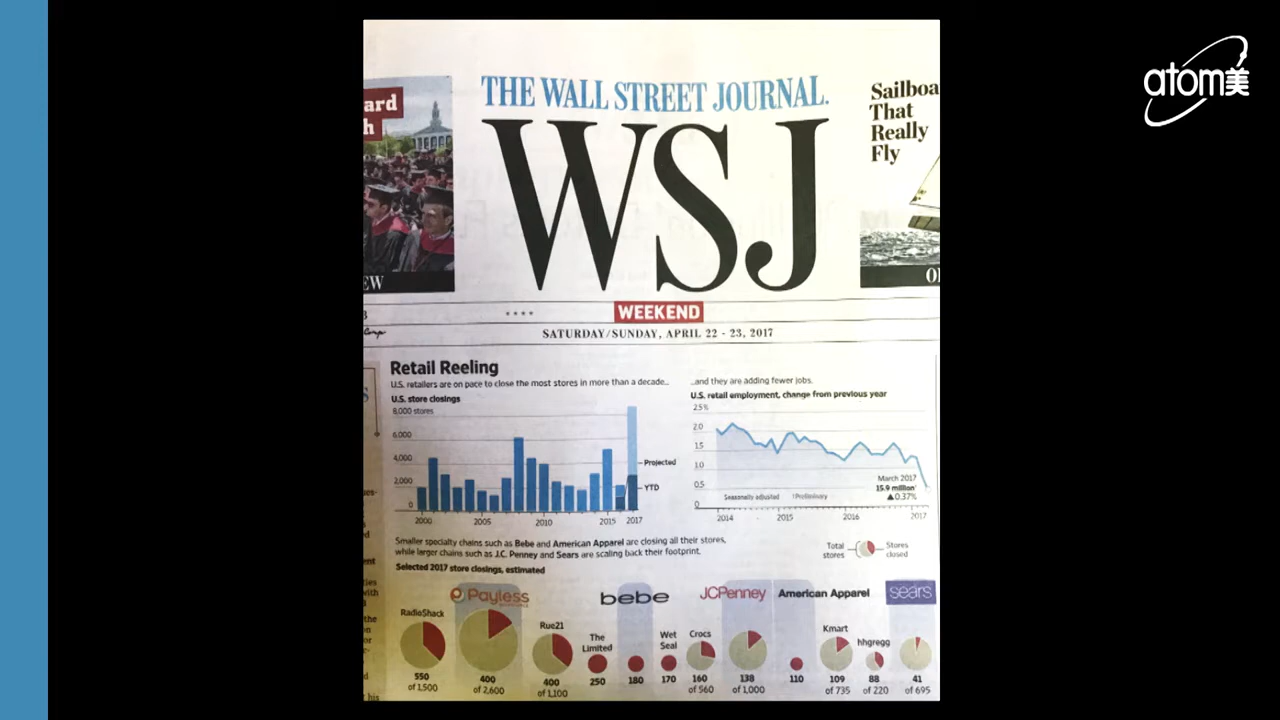 atom美
ard
h
THE WALL STREET JOURNAL.
WSJ
Sailboa
That
Really
Fly
EW
WEEKEND
SATURDAY/SUNDAY, APRIL 22 - 23, 2017
Retail Reeling
U.S. retailers are on pace to close the most stores in more than a decade...
U.S. store closings
8,000 stores
6,000
4,000
2,000
0
Projected
YTD
2000
2005
2010
2015
2017
...and they are adding fewer jobs.
U.S. retail employment, change from previous year
2.5%
2.0
1.5
1.0
0.5
0
March 2017
15.9 million
▲0.37%
Seasonally adjusted
†Preliminary
2014
2015
2016
2017
Smaller specialty chains such as Bebe and American Apparel are closing all their stores,
while larger chains such as J.C. Penney and Sears are scaling back their footprint.
Total
stores
Stores
closed
Selected 2017 store closings, estimated
RadioShack
550
of 1,500
Payless
400
of 2,600
Rue21
400
of 1,100
The
Limited
250
bebe
180
Wet
Seal
170
Crocs
160
of 560
JCPenney
138
of 1,000
American Apparel
110
Kmart
109
of 735
hhgregg
88
of 220
sears
41
of 695